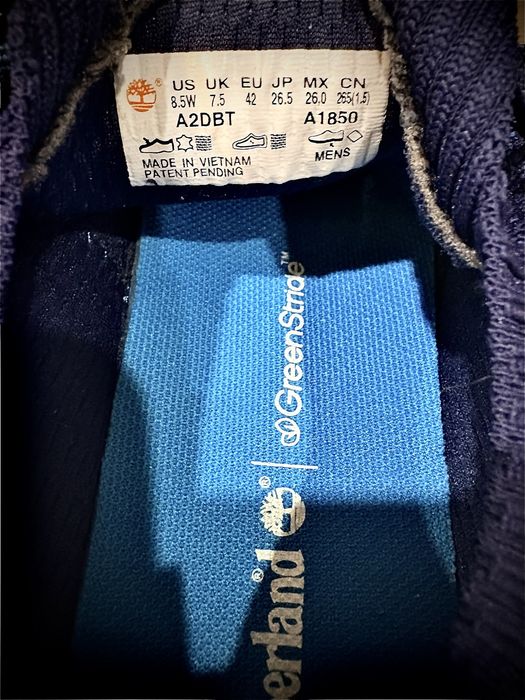 US UK EU JP MX CN
8.5W 7.5 42 26.5 26.0 265(1.5)
A2DBT A1850
MENS
MADE IN VIETNAM
PATENT PENDING
erland® ® | GreenStride™